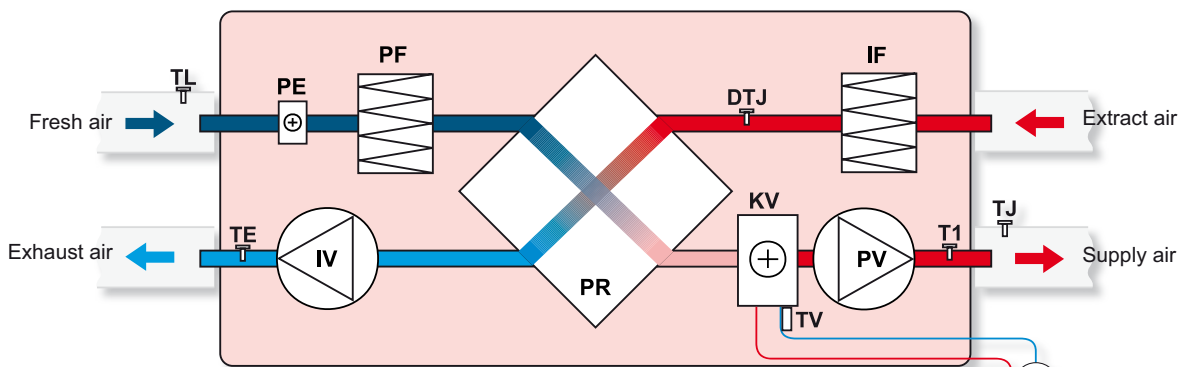 PF
IF
TL
PE
DTJ
Fresh air
Extract air
KV
TJ
TE
T1
Exhaust air
IV
PV
Supply air
PR
TV